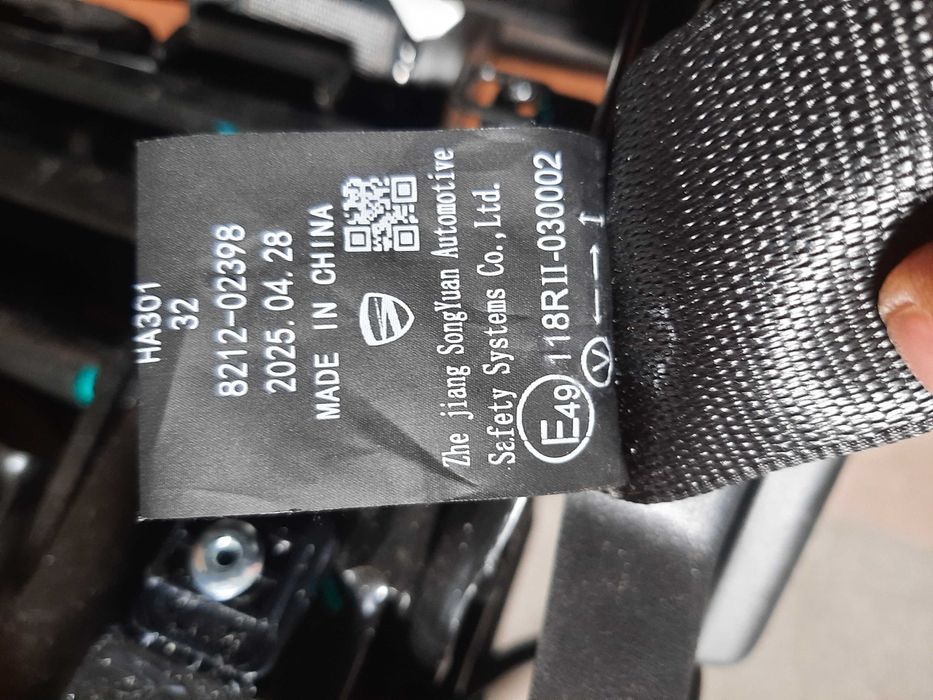 HA301
32
8212-02398
2025.04.28
MADE IN CHINA
Zhe jiang SongYuan Automotive
Safety Systems Co.,Ltd.
E49 118RII-030002
V ←→ I